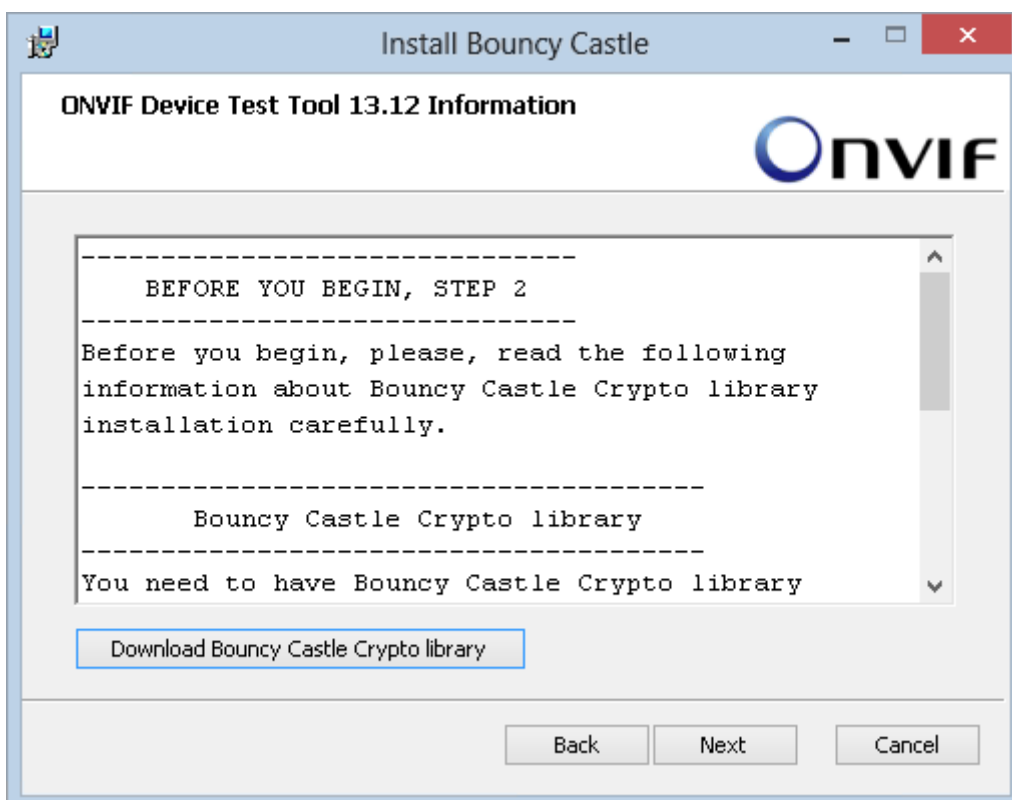 Install Bouncy Castle
ONVIF Device Test Tool 13.12 Information
Onvif
-------------------------------
BEFORE YOU BEGIN, STEP 2
-------------------------------
Before you begin, please, read the following
information about Bouncy Castle Crypto library
installation carefully.
---------------------------------------
Bouncy Castle Crypto library
---------------------------------------
You need to have Bouncy Castle Crypto library
Download Bouncy Castle Crypto library
Back Next Cancel